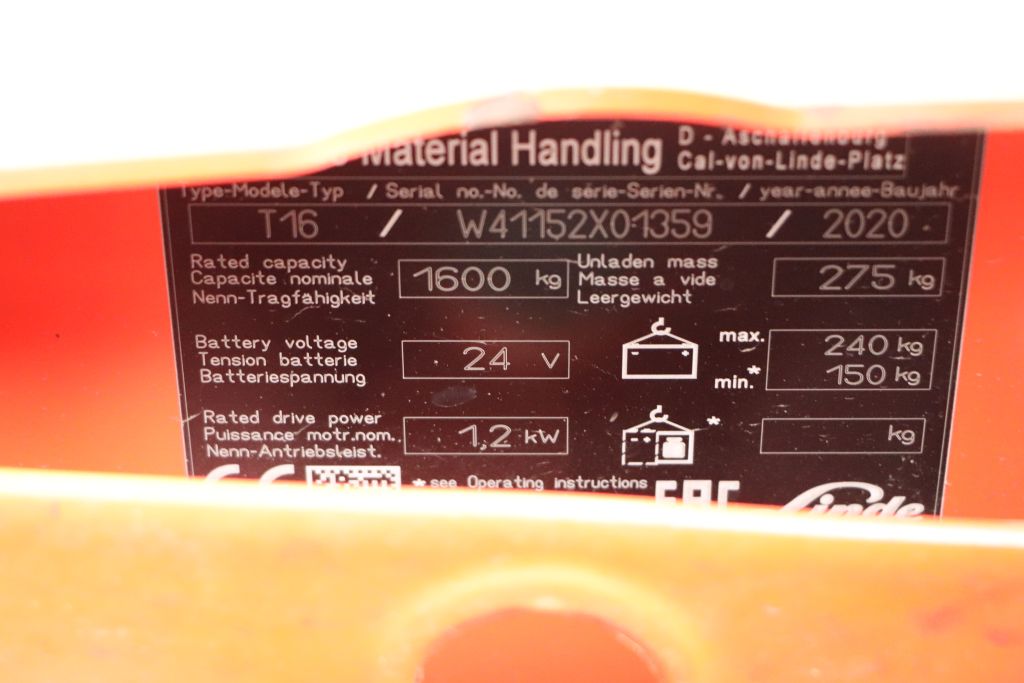 Material Handling
D - Aschaffenburg
Cal-von-Linde-Platz
Type-Modele-Typ / Serial no.-No. de série-Serien-Nr. / year-annee-Baujahr
T16 / W41152X01359 / 2020
Rated capacity
Capacite nominale
Nenn-Tragfähigkeit
1600 kg
Unladen mass
Masse a vide
Leergewicht
275 kg
Battery voltage
Tension batterie
Batteriespannung
24 V
max. 240 kg
min.* 150 kg
Rated drive power
Puissance motr.nom.
Nenn-Antriebsleist.
1,2 kW
* kg
CE
*see Operating instructions
EAC
Linde